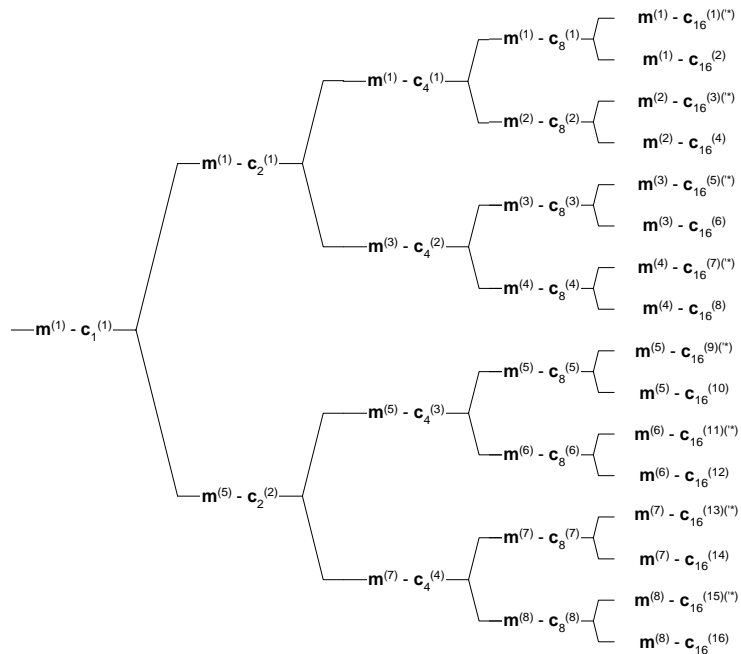 m(1) - c16(1)('*)
m(1) - c8(1)
m(1) - c16(2)
m(1) - c4(1)
m(2) - c16(3)('*)
m(2) - c8(2)
m(2) - c16(4)
m(1) - c2(1)
m(3) - c16(5)('*)
m(3) - c8(3)
m(3) - c16(6)
m(3) - c4(2)
m(4) - c16(7)('*)
m(4) - c8(4)
m(4) - c16(8)
m(1) - c1(1)
m(5) - c16(9)('*)
m(5) - c8(5)
m(5) - c16(10)
m(5) - c4(3)
m(6) - c16(11)('*)
m(6) - c8(6)
m(6) - c16(12)
m(5) - c2(2)
m(7) - c16(13)('*)
m(7) - c8(7)
m(7) - c16(14)
m(7) - c4(4)
m(8) - c16(15)('*)
m(8) - c8(8)
m(8) - c16(16)